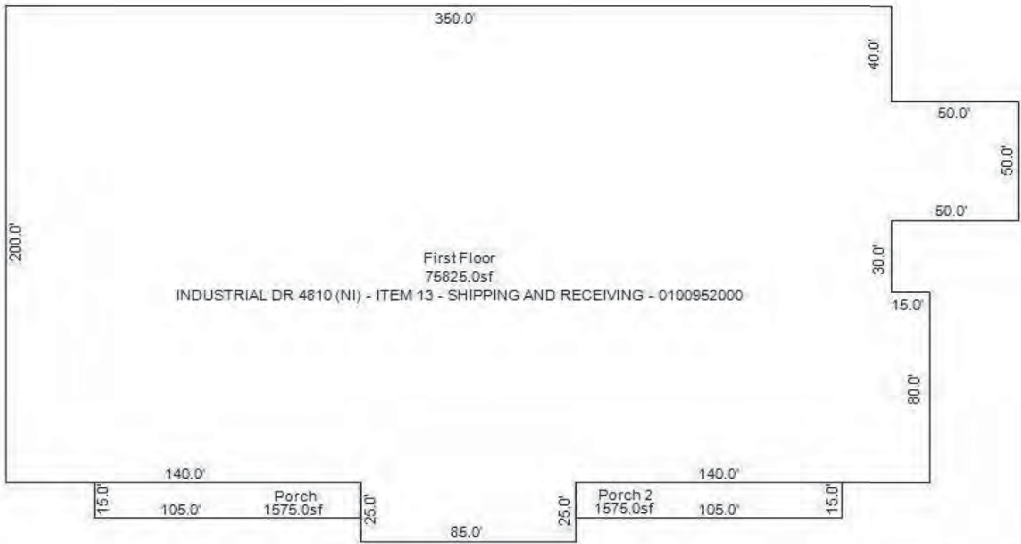 350.0'
40.0'
50.0'
50.0'
50.0'
200.0'
30.0'
First Floor
75825.0sf
INDUSTRIAL DR 4810 (NI) - ITEM 13 - SHIPPING AND RECEIVING - 0100952000
15.0'
80.0'
140.0'
140.0'
15.0'
Porch
105.0'
1575.0sf
25.0'
25.0'
Porch 2
1575.0sf
105.0'
15.0'
85.0'